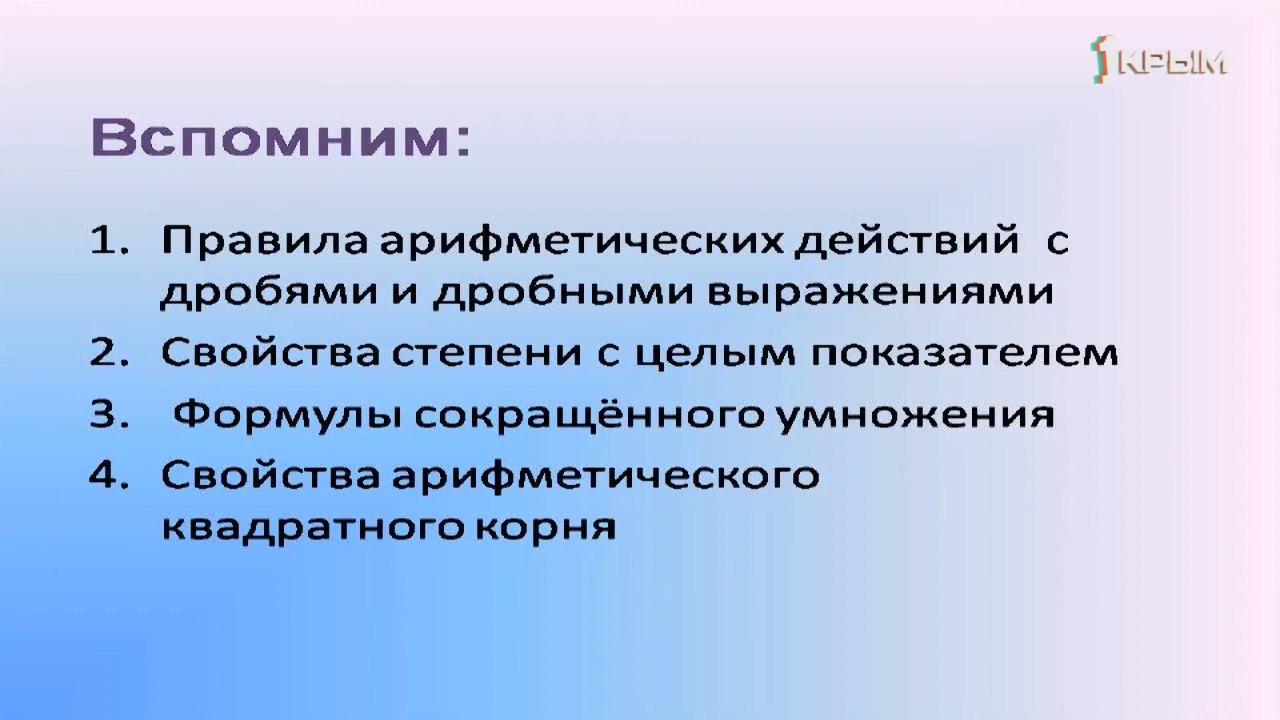 КРЫМ
Вспомним:
1. Правила арифметических действий с
дробями и дробными выражениями
2. Свойства степени с целым показателем
3. Формулы сокращённого умножения
4. Свойства арифметического
квадратного корня